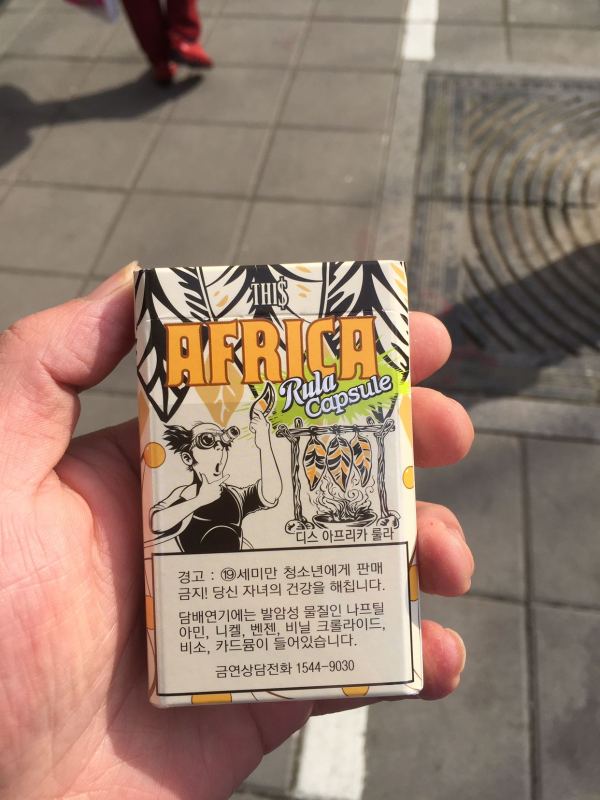 THI$
AFRICA
Rula
Capsule
디스 아프리카 룰라
경고 : ⑲세미만 청소년에게 판매
금지! 당신 자녀의 건강을 해칩니다.
담배연기에는 발암성 물질인 나프틸
아민, 니켈, 벤젠, 비닐 크롤라이드,
비소, 카드뮴이 들어있습니다.
금연상담전화 1544-9030